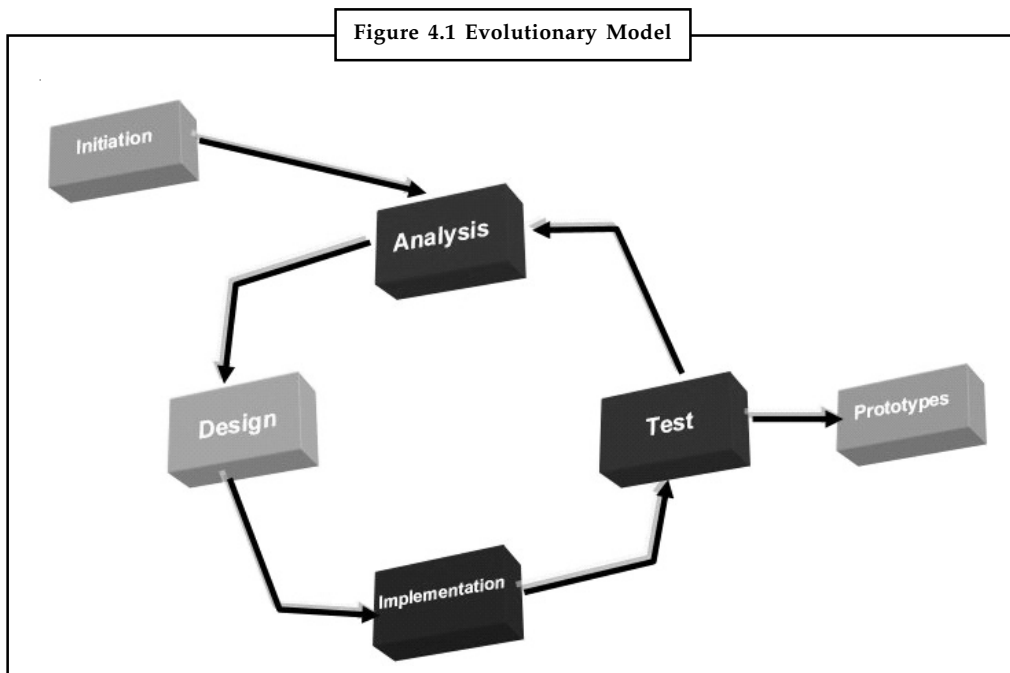 Figure 4.1 Evolutionary Model
Initiation
Analysis
Design
Test
Prototypes
Implementation